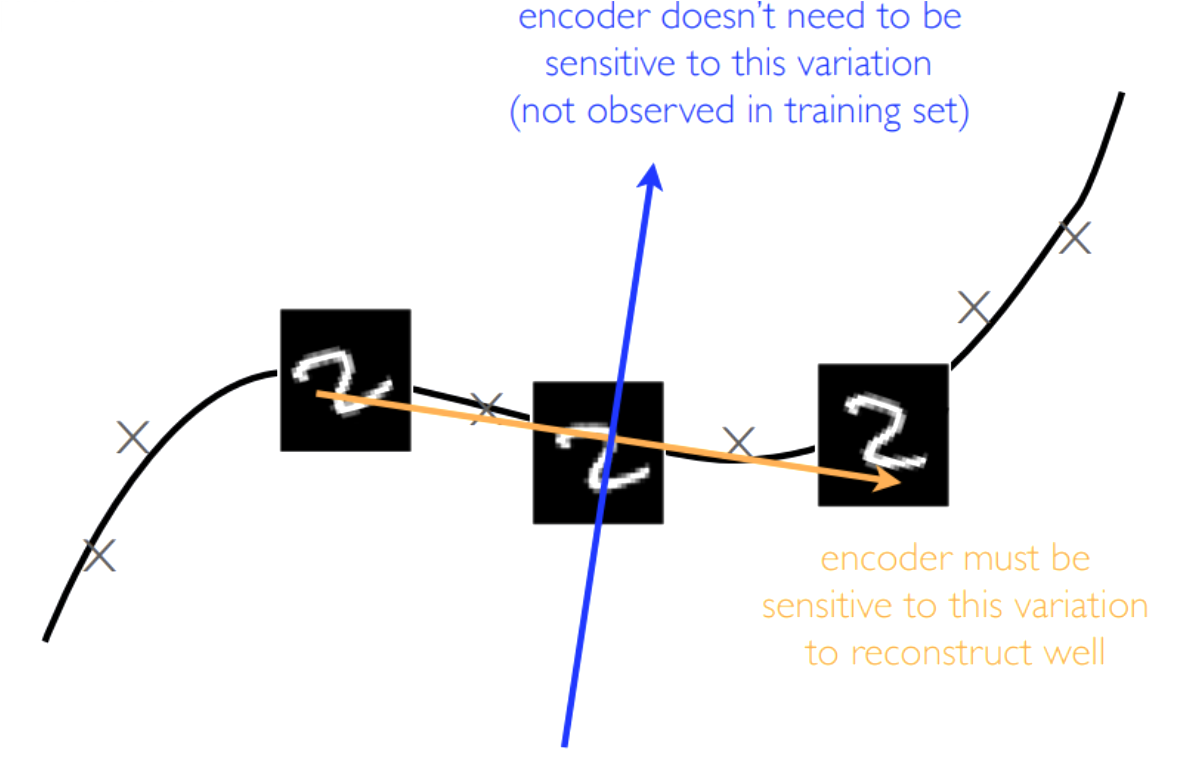 encoder doesn't need to be
sensitive to this variation
(not observed in training set)
encoder must be
sensitive to this variation
to reconstruct well